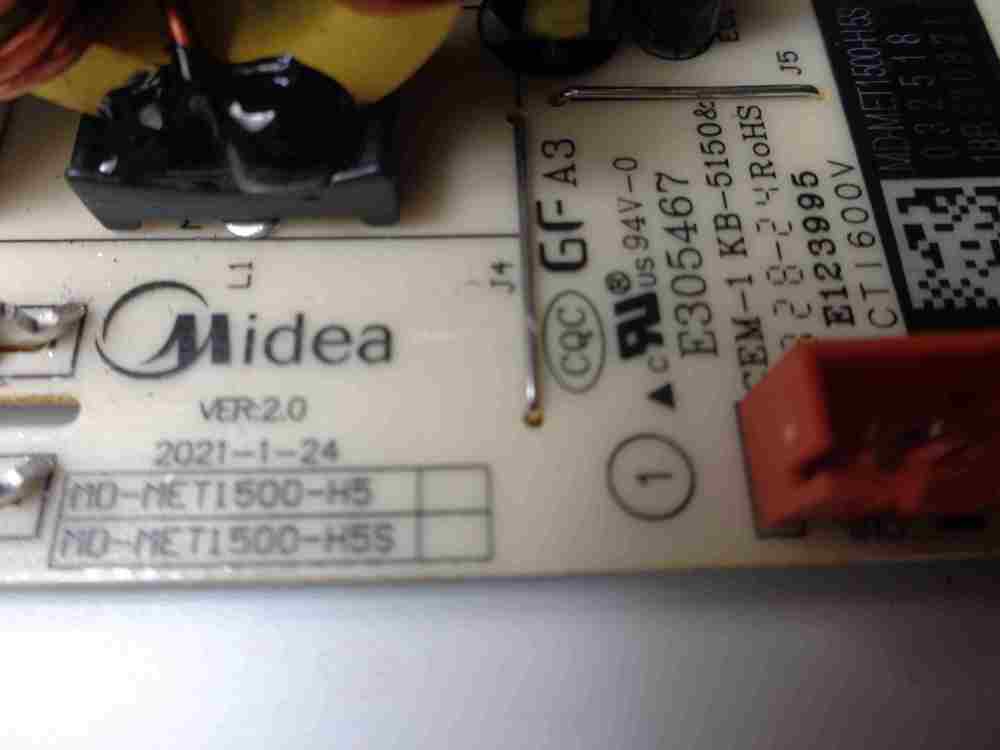 L1
Midea
VER:2.0
2021-1-24
MD-MET1500-H5
MD-MET1500-H5S
J4
GF-A3
CQC
c us 94V-0
E305467
CEM-1 KB-5150&
RoHS
E123995
CTI600V
J5
1
MD-MET1500-H5S
032518